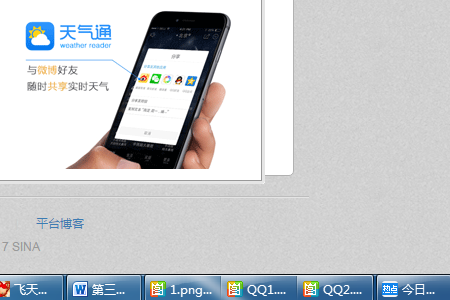 天气通
weather reader
与微博好友
随时共享实时天气
分享
平台博客
7 SINA
飞天...
第三...
1.png...
QQ1....
QQ2....
今日...